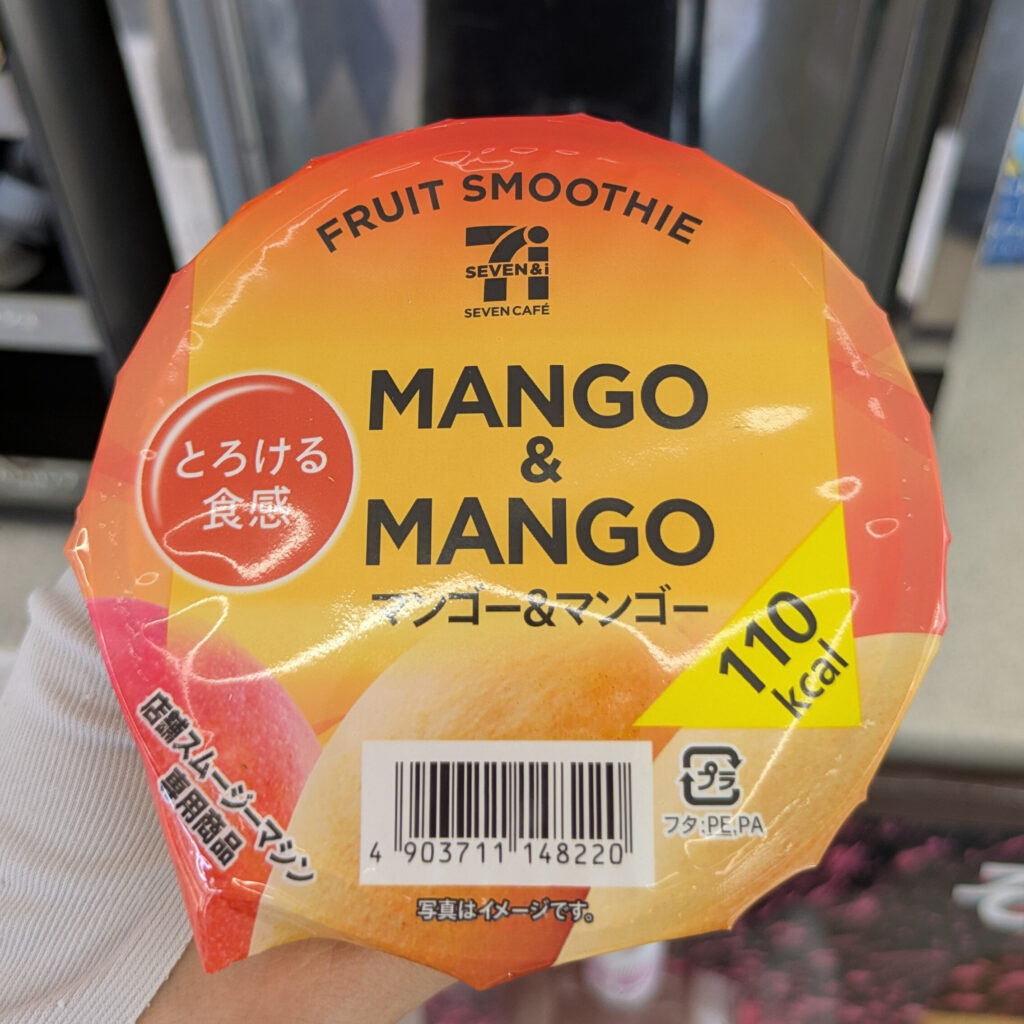 FRUIT SMOOTHIE
7i
SEVEN&i
SEVEN CAFÉ
MANGO
&
MANGO
マンゴー&マンゴー
とろける
食感
110
kcal
店舗スムージーマシン
専用商品
プラ
フタ:PE,PA
4 903711 148220
写真はイメージです。